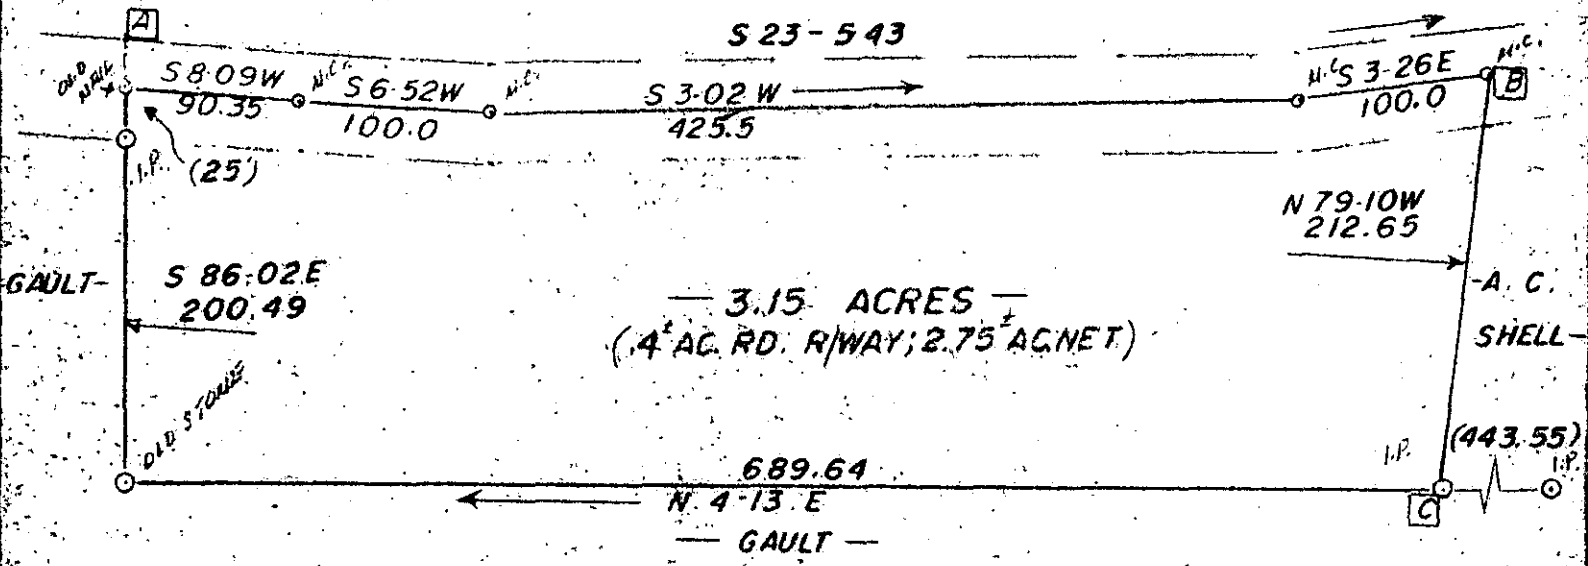 A
S 23-543
OLD NAIL
S 8-09 W
90.35
N.C.
S 6-52 W
100.0
N.C.
S 3-02 W
425.5
N.C.
S 3-26 E
100.0
N.C.
B
I.P.
(25')
N 79-10 W
212.65
-GAULT-
S 86-02 E
200.49
— 3.15 ACRES —
(.4± AC. RD. R/WAY; 2.75± AC. NET)
-A. C.
SHELL-
OLD STONE
689.64
N. 4-13 E
— GAULT —
I.P.
C
(443.55)
I.P.